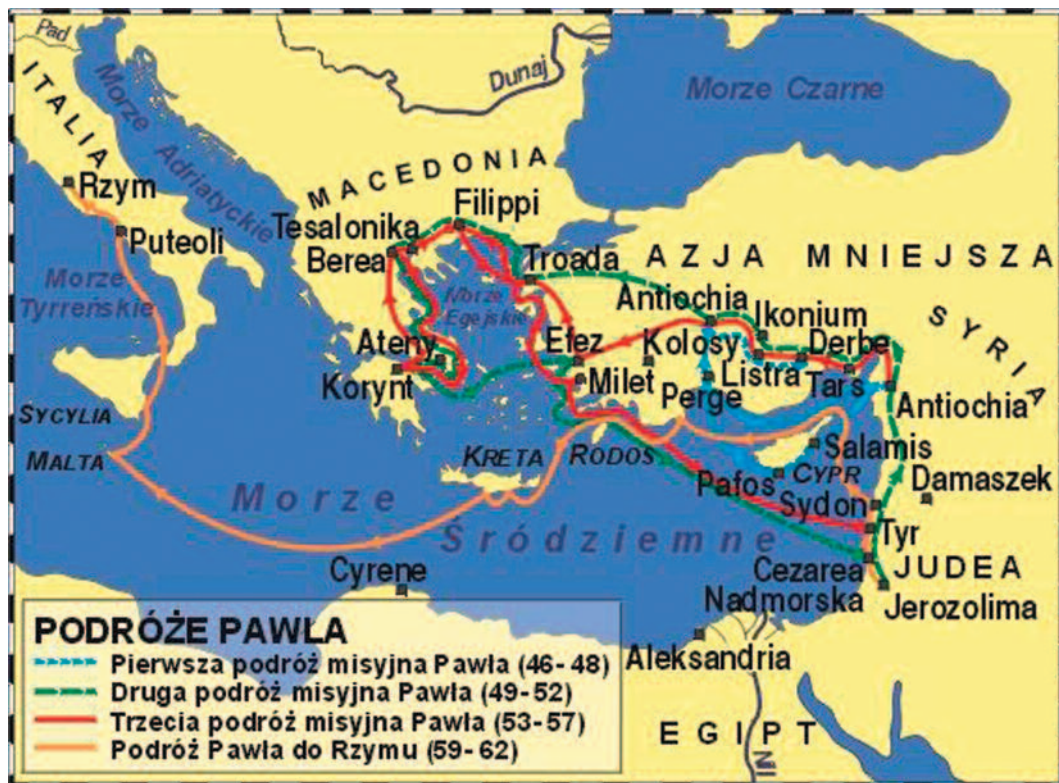 Pad
Dunaj
Morze Czarne
ITALIA
Morze
Adriatyckie
MACEDONIA
Rzym
Filippi
Tesalonika
Puteoli
Berea
Troada
AZJA MNIEJSZA
Morze
Tyrreńskie
Morze
Egejskie
Antiochia
Ikonium
SYRIA
Efez
Kolosy
Derbe
Ateny
Korynt
Milet
Listra
Tars
Perge
Antiochia
SYCYLIA
MALTA
KRETA
RODOS
Salamis
CYPR
Pafos
Damaszek
Sydon
Morze
Śródziemne
Tyr
Cezarea
Nadmorska
JUDEA
Jerozolima
Cyrene
Aleksandria
EGIPT
Nil
PODRÓŻE PAWŁA
Pierwsza podróż misyjna Pawła (46-48)
Druga podróż misyjna Pawła (49-52)
Trzecia podróż misyjna Pawła (53-57)
Podróż Pawła do Rzymu (59-62)